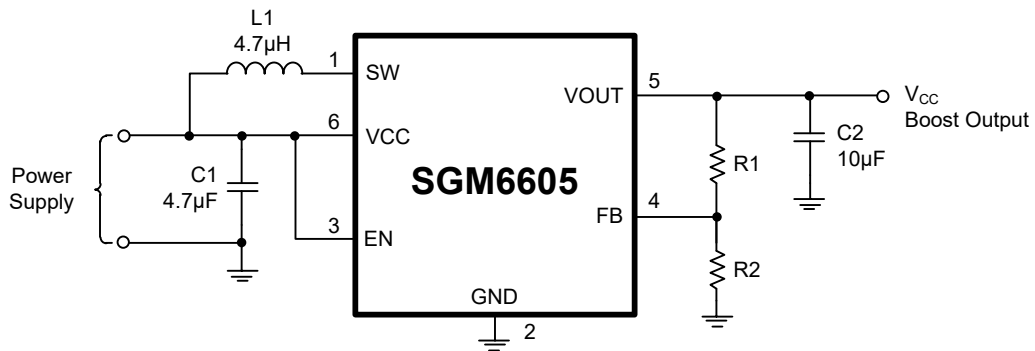 L1
4.7µH
1
SW
VOUT
5
V_CC
Boost Output
6
VCC
C1
4.7µF
Power
Supply
SGM6605
R1
C2
10µF
4
FB
3
EN
R2
GND
2